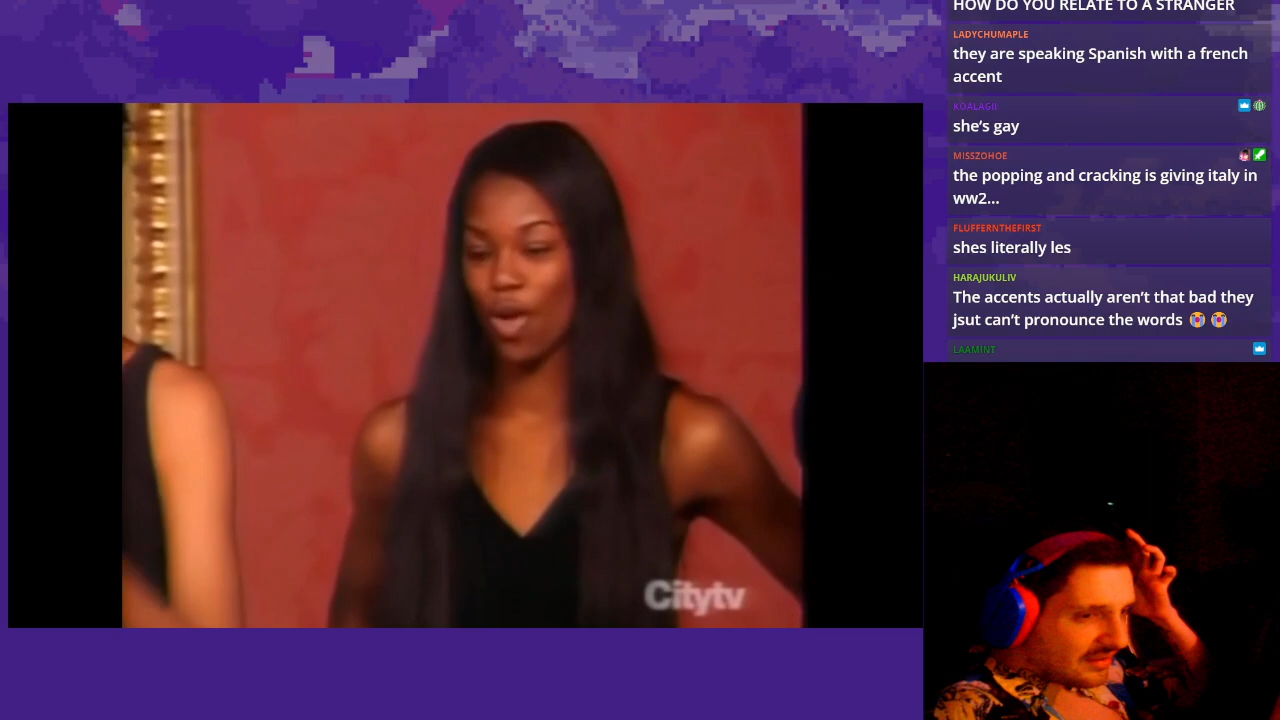 HOW DO YOU RELATE TO A STRANGER
LADYCHUMAPLE
they are speaking Spanish with a french
accent
KOALAGII
she's gay
MISSZOHOE
the popping and cracking is giving italy in
ww2...
FLUFFERNTHEFIRST
shes literally les
HARAJUKULIV
The accents actually aren't that bad they
jsut can't pronounce the words 😭 😭
LAAMINT
Citytv